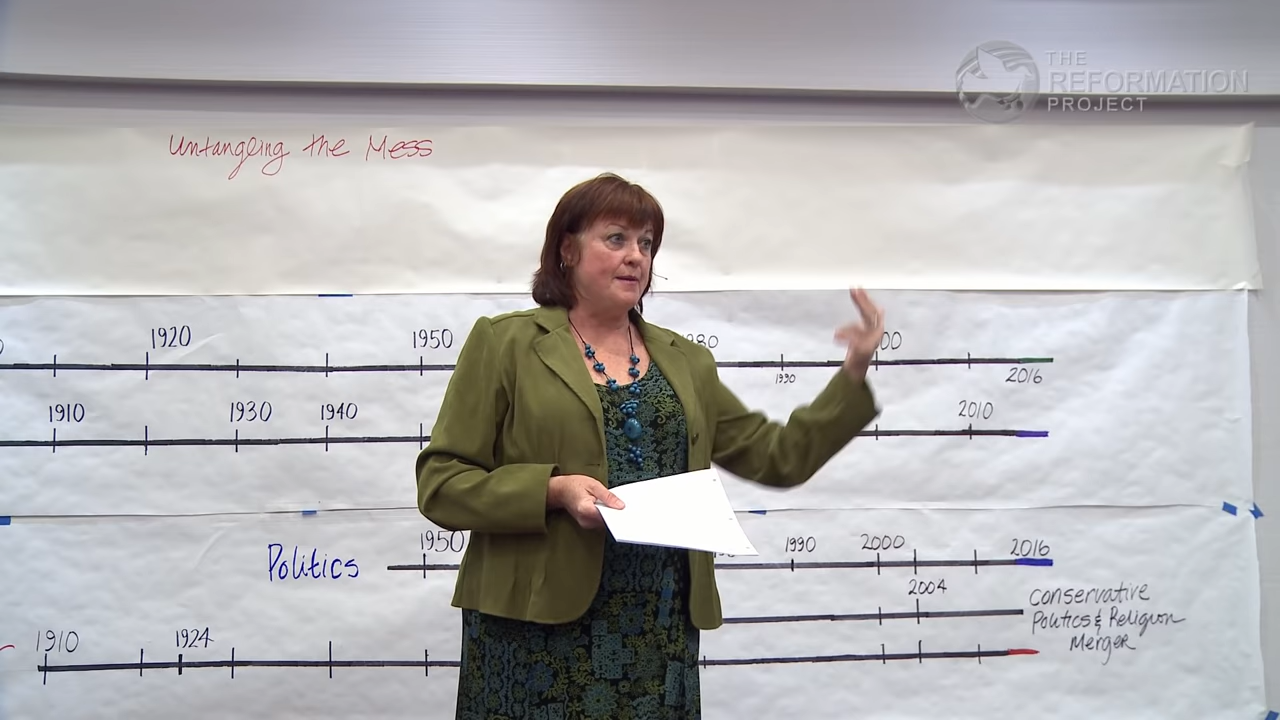 THE
REFORMATION
PROJECT
Untangling the Mess
1920
1950
1990
2016
1910
1930
1940
2010
1950
1990
2000
2016
Politics
2004
Conservative
Politics & Religion
Merger
1910
1924